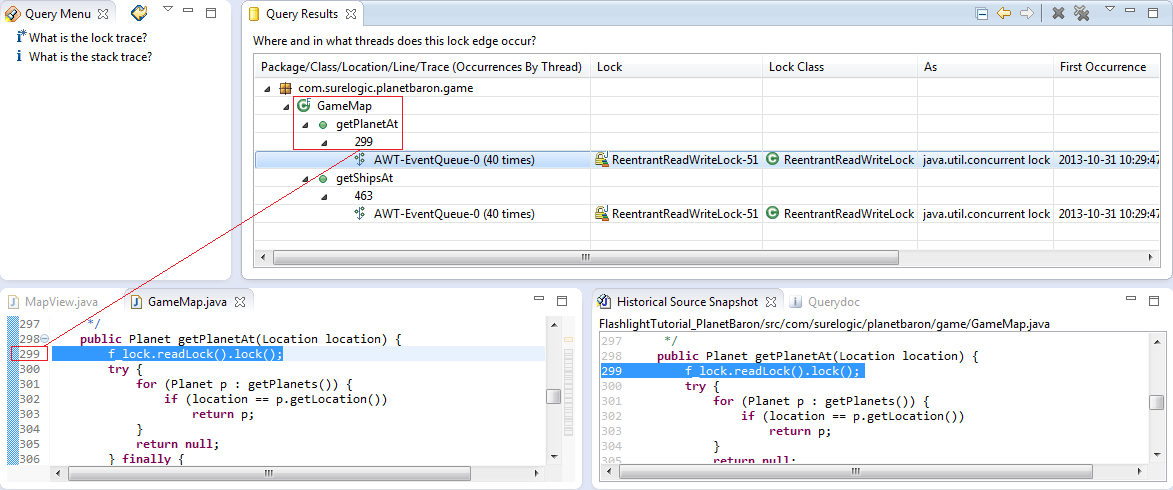 Query Menu
What is the lock trace?
What is the stack trace?
Query Results
Where and in what threads does this lock edge occur?
Package/Class/Location/Line/Trace (Occurrences By Thread) Lock Lock Class As First Occurrence
com.surelogic.planetbaron.game
GameMap
getPlanetAt
299
AWT-EventQueue-0 (40 times) ReentrantReadWriteLock-51 ReentrantReadWriteLock java.util.concurrent lock 2013-10-31 10:29:47
getShipsAt
463
AWT-EventQueue-0 (40 times) ReentrantReadWriteLock-51 ReentrantReadWriteLock java.util.concurrent lock 2013-10-31 10:29:47
MapView.java GameMap.java
297 */
298 public Planet getPlanetAt(Location location) {
299 f_lock.readLock().lock();
300 try {
301 for (Planet p : getPlanets()) {
302 if (location == p.getLocation())
303 return p;
304 }
305 return null;
306 } finally {
Historical Source Snapshot Querydoc
FlashlightTutorial_PlanetBaron/src/com/surelogic/planetbaron/game/GameMap.java
297 */
298 public Planet getPlanetAt(Location location) {
299 f_lock.readLock().lock();
300 try {
301 for (Planet p : getPlanets()) {
302 if (location == p.getLocation())
303 return p;
304 }
305 return null;